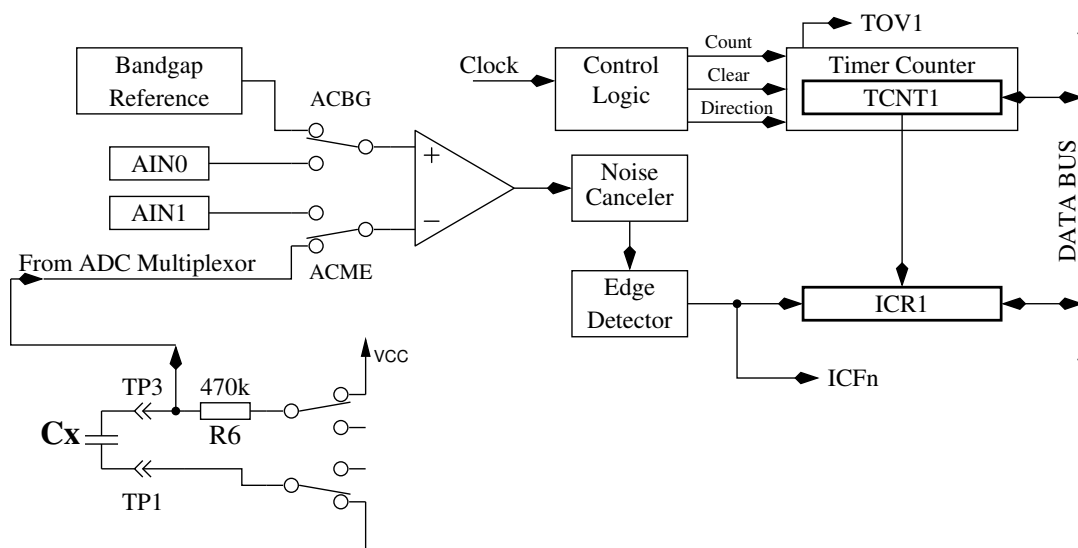 TOV1
Bandgap
Reference
Clock
Control
Logic
Count
Clear
Direction
Timer Counter
TCNT1
ACBG
AIN0
AIN1
+
−
Noise
Canceler
DATA BUS
From ADC Multiplexor
ACME
Edge
Detector
ICR1
VCC
ICFn
TP3
470k
Cx
R6
TP1